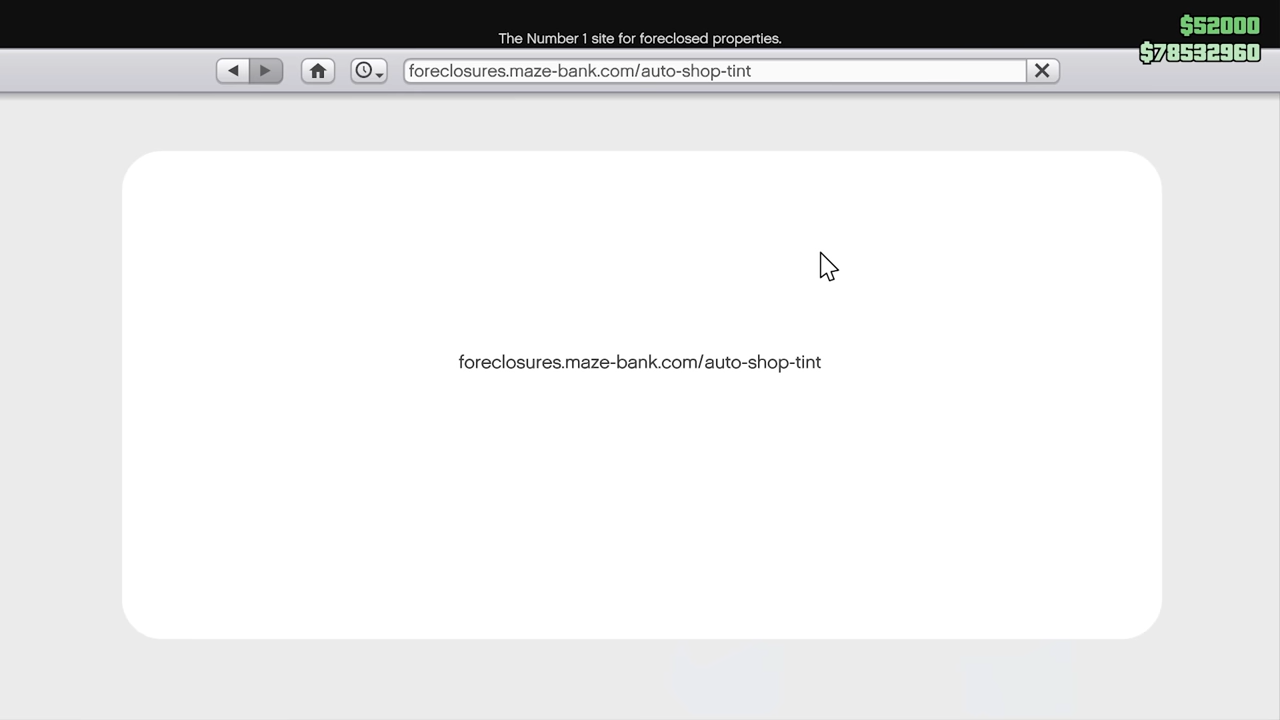 $52000
The Number 1 site for foreclosed properties.
$78532960
foreclosures.maze-bank.com/auto-shop-tint
foreclosures.maze-bank.com/auto-shop-tint